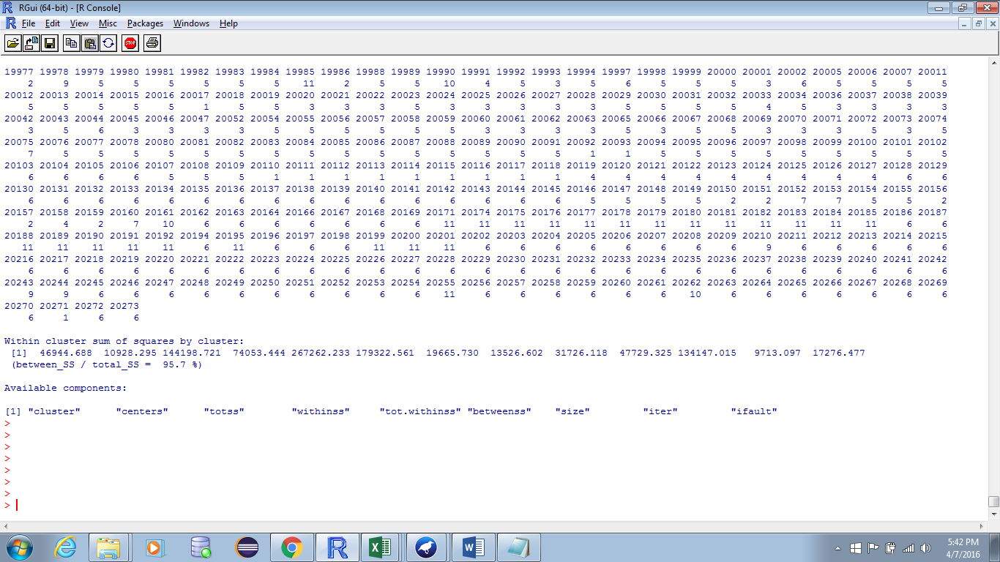 RGui (64-bit) - [R Console]
File Edit View Misc Packages Windows Help
STOP
19977 19978 19979 19980 19981 19982 19983 19984 19985 19986 19988 19989 19990 19991 19992 19993 19994 19997 19998 19999 20000 20001 20002 20005 20006 20007 20011
2 9 5 5 5 5 5 5 11 2 5 5 10 4 5 3 5 6 5 5 5 3 6 5 5 5 5
20012 20013 20014 20015 20016 20017 20018 20019 20020 20021 20022 20023 20024 20025 20026 20027 20028 20029 20030 20031 20032 20033 20034 20036 20037 20038 20039
5 5 5 5 5 1 5 5 3 3 3 5 3 3 3 3 3 5 5 5 5 4 5 3 3 3 3
20042 20043 20044 20045 20046 20047 20052 20054 20055 20056 20057 20058 20059 20060 20061 20062 20063 20065 20066 20067 20068 20069 20070 20071 20072 20073 20074
3 5 6 3 3 3 3 5 5 5 5 5 5 3 3 3 5 3 5 5 3 3 3 5 3 5
20075 20076 20077 20078 20080 20081 20082 20083 20084 20085 20086 20087 20088 20089 20090 20091 20092 20093 20094 20095 20096 20097 20098 20099 20100 20101 20102
7 5 5 5 5 5 5 5 5 5 5 5 5 5 5 5 1 1 5 5 5 5 5 5 5 5 5
20103 20104 20105 20106 20107 20108 20109 20110 20111 20112 20113 20114 20115 20116 20117 20118 20119 20120 20121 20122 20123 20124 20125 20126 20127 20128 20129
6 6 6 6 5 5 5 1 1 1 1 1 1 1 1 1 4 4 4 4 4 4 4 4 4 6 6
20130 20131 20132 20133 20134 20135 20136 20137 20138 20139 20140 20141 20142 20143 20144 20145 20146 20147 20148 20149 20150 20151 20152 20153 20154 20155 20156
6 6 6 6 6 6 6 6 6 6 6 6 6 6 6 6 5 5 5 5 2 2 7 7 5 5 2
20157 20158 20159 20160 20161 20162 20163 20164 20165 20166 20167 20168 20169 20171 20174 20175 20176 20177 20178 20179 20180 20181 20182 20183 20184 20185 20186 20187
2 4 2 7 10 6 6 6 6 6 6 6 11 11 11 11 11 11 11 11 11 11 11 11 11 6 6
20188 20189 20190 20191 20192 20194 20195 20196 20197 20198 20199 20200 20201 20202 20203 20204 20205 20206 20207 20208 20209 20210 20211 20212 20213 20214 20215
11 11 11 11 11 6 11 6 6 6 11 11 11 6 6 6 6 6 6 6 6 9 6 6 6 6 6
20216 20217 20218 20219 20220 20221 20222 20223 20224 20225 20226 20227 20228 20229 20230 20231 20232 20233 20234 20235 20236 20237 20238 20239 20240 20241 20242
6 6 6 6 6 6 6 6 6 6 6 6 6 6 6 6 6 6 6 6 6 6 6 6 6 6 6
20243 20244 20245 20246 20247 20248 20249 20250 20251 20252 20253 20254 20255 20256 20257 20258 20259 20260 20261 20262 20263 20264 20265 20266 20267 20268 20269
9 9 6 6 6 6 6 6 6 6 6 6 11 6 6 6 6 6 6 10 6 6 6 6 6 6 6
20270 20271 20272 20273
6 1 6 6
Within cluster sum of squares by cluster:
[1] 46944.688 10928.295 144198.721 74053.444 267262.233 179322.561 19665.730 13526.602 31726.118 47729.325 134147.015 9713.097 17276.477
(between_SS / total_SS = 95.7 %)
Available components:
[1] "cluster" "centers" "totss" "withinss" "tot.withinss" "betweenss" "size" "iter" "ifault"
>
>
>
>
>
>
>
>
5:42 PM
4/7/2016